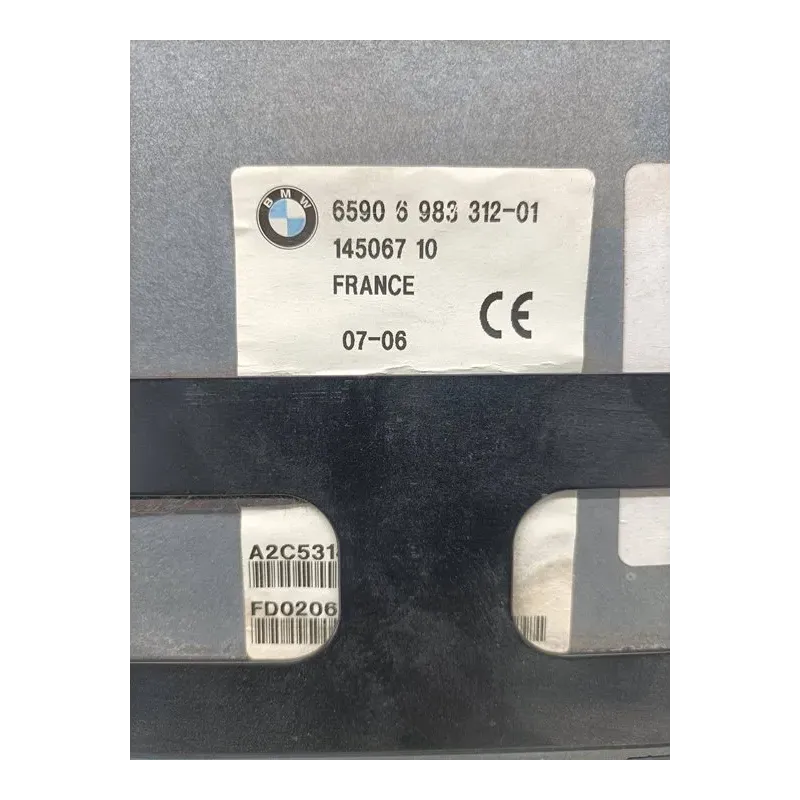 BMW
6590 6 983 312-01
145067 10
FRANCE
07-06
CE
A2C531
FD0206